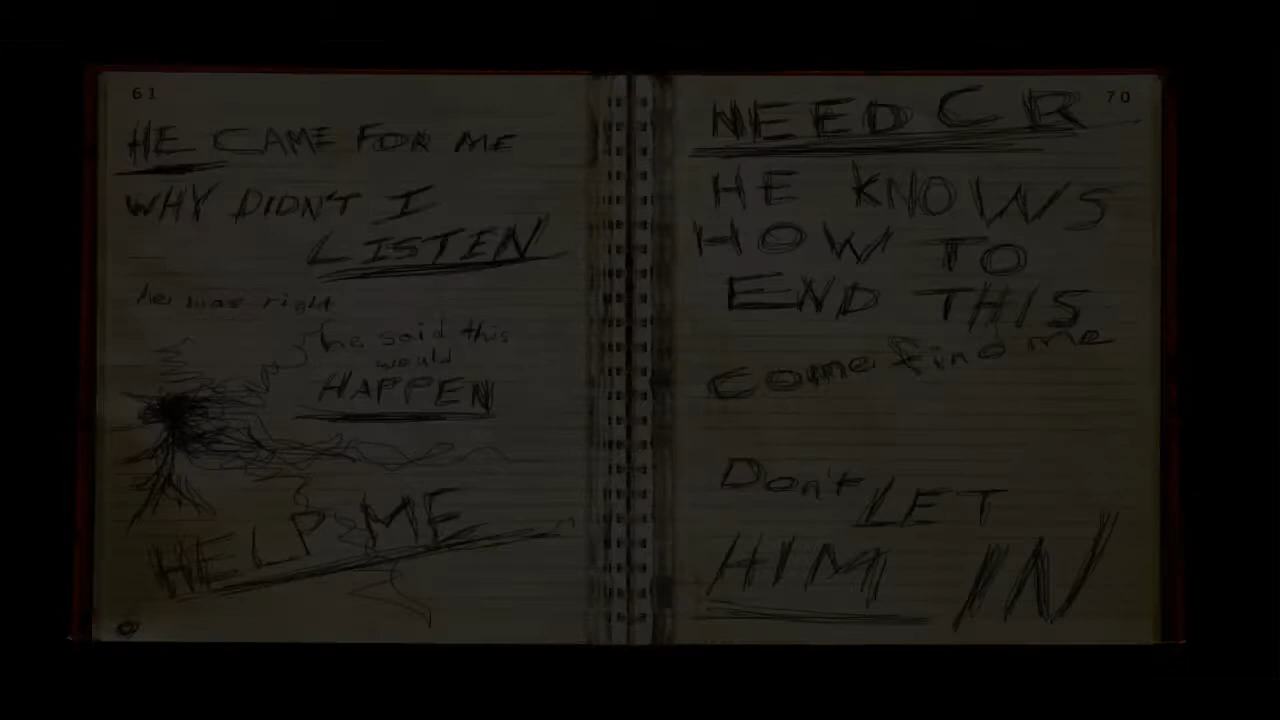 61
HE CAME FOR ME
WHY DIDN'T I
LISTEN
he was right
he said this
would
HAPPEN
HELP ME
70
NEED CR
HE KNOWS
HOW TO
END THIS
come find me
Don't LET
HIM IN